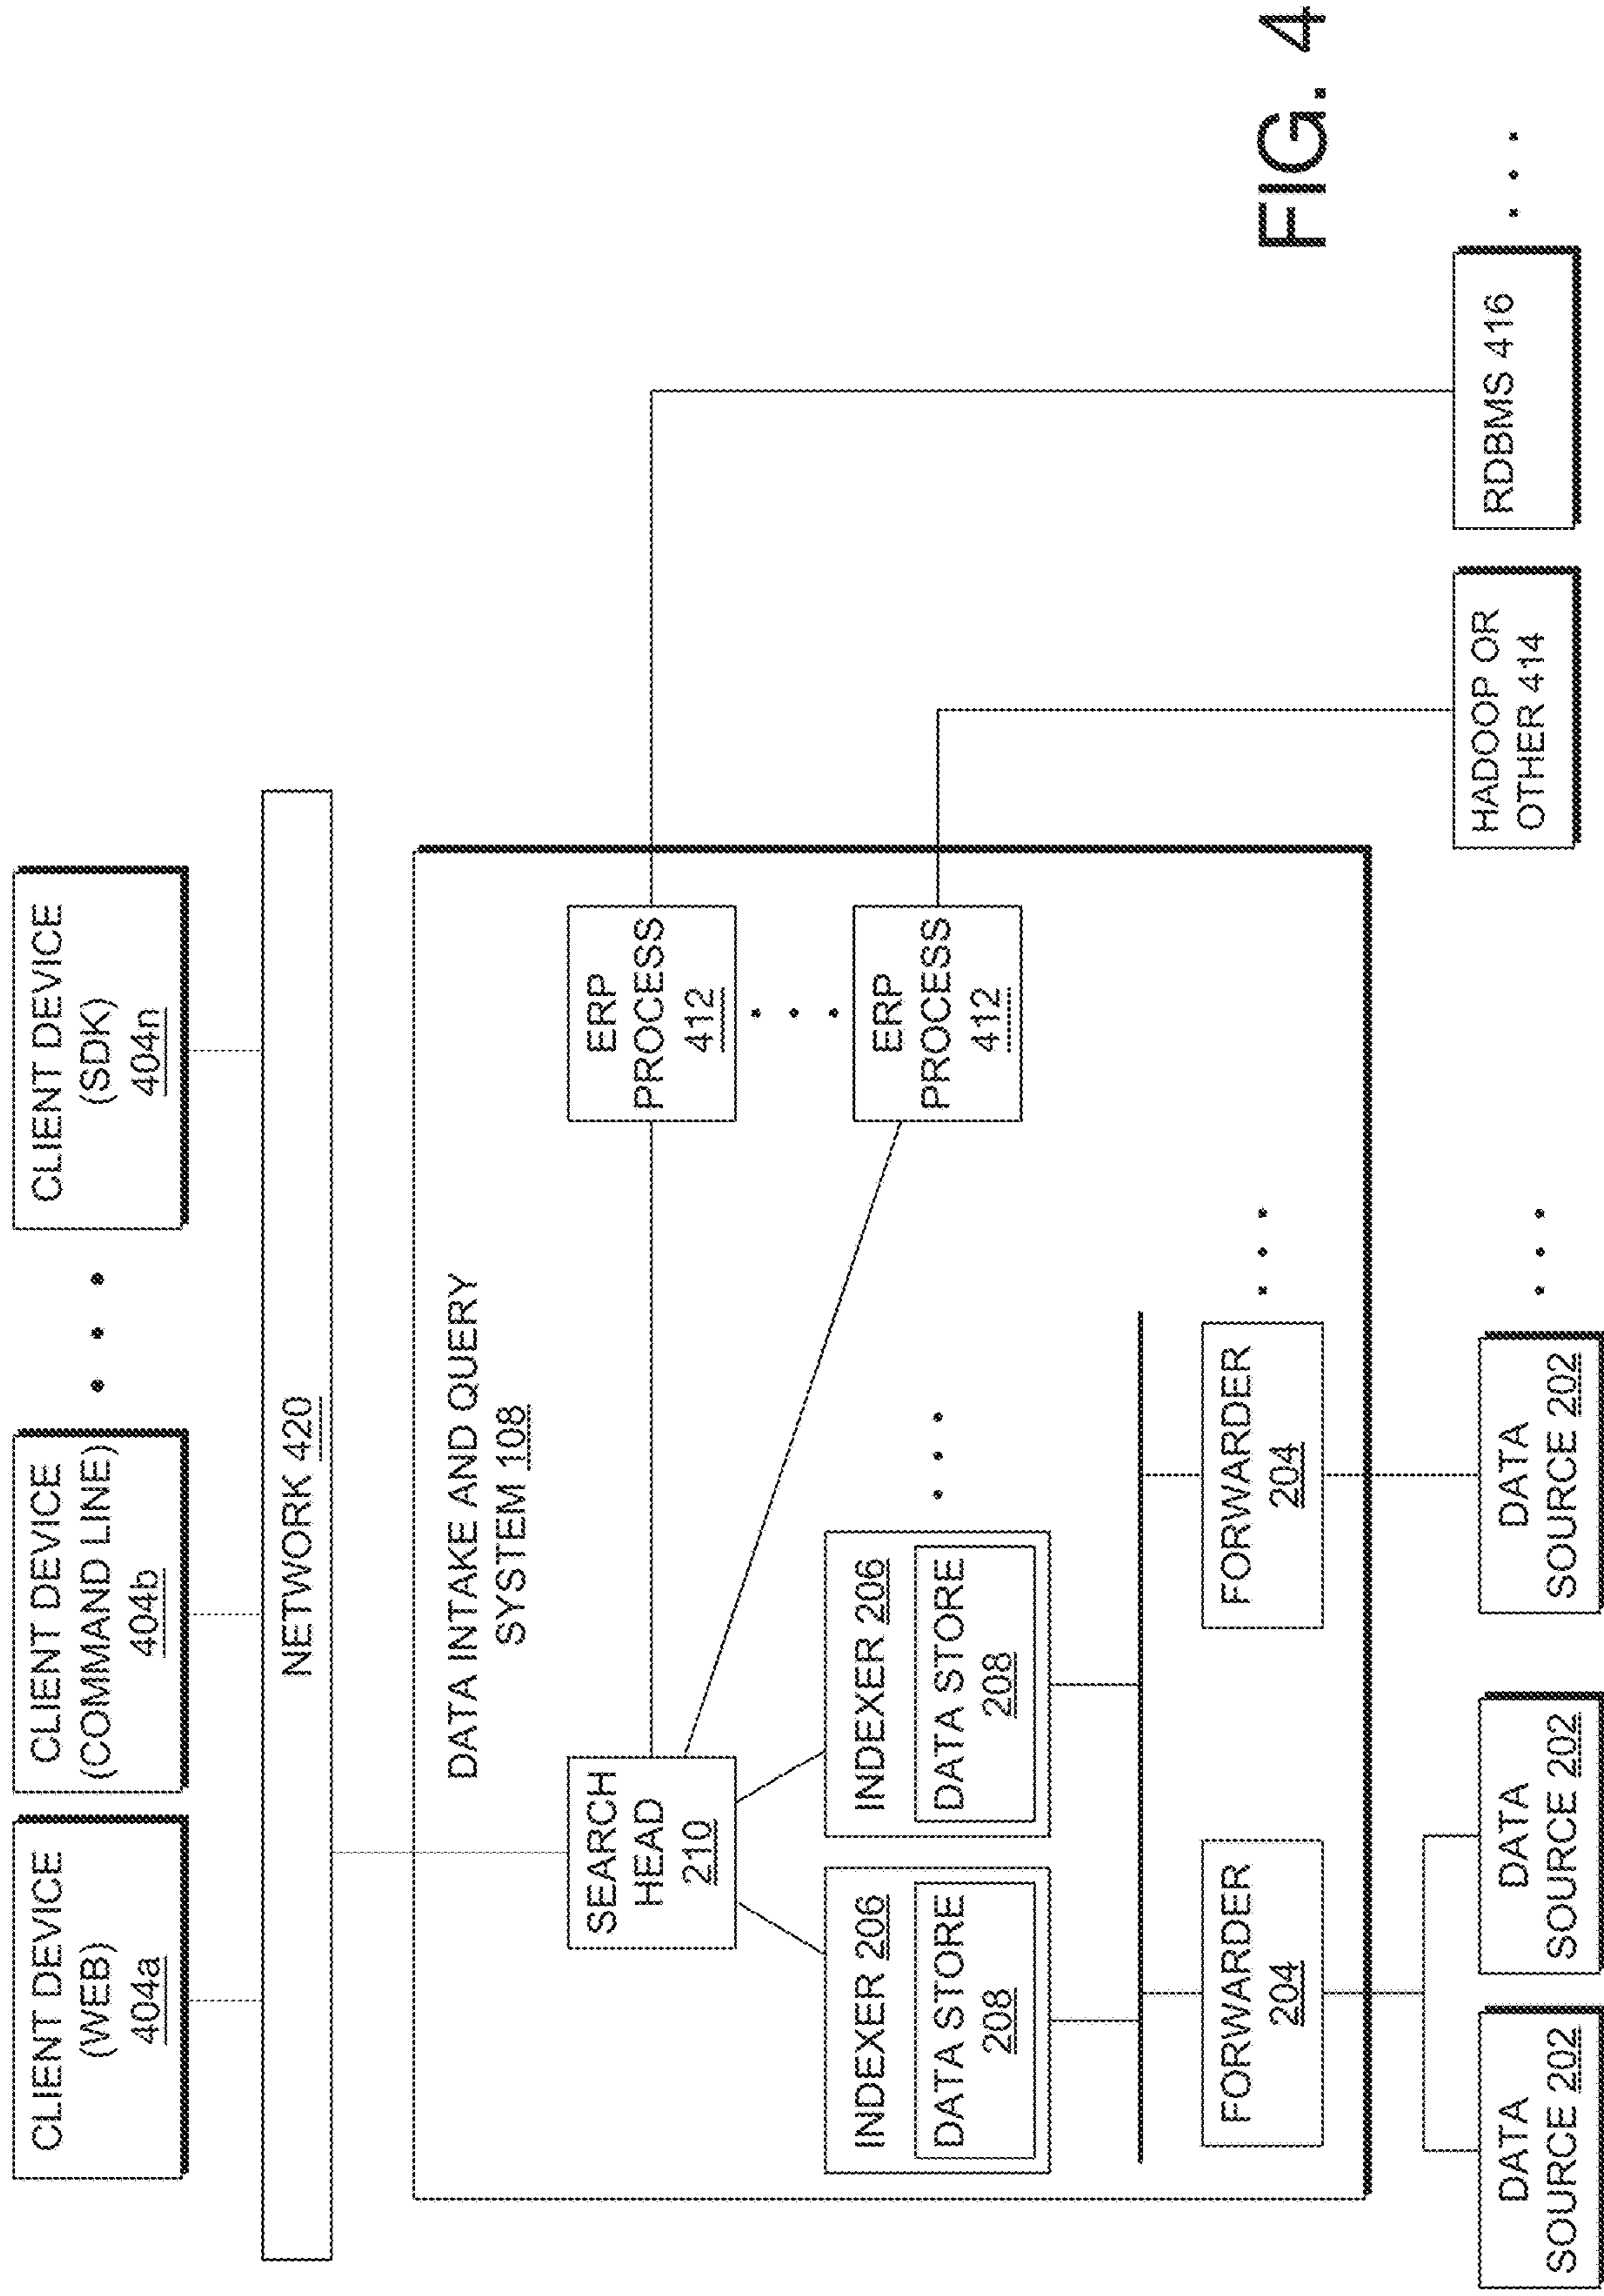 CLIENT DEVICE
(WEB)
404a
CLIENT DEVICE
(COMMAND LINE)
404b
CLIENT DEVICE
(SDK)
404n
NETWORK 420
DATA INTAKE AND QUERY
SYSTEM 108
SEARCH
HEAD
210
ERP
PROCESS
412
ERP
PROCESS
412
INDEXER 206
DATA STORE
208
INDEXER 206
DATA STORE
208
FORWARDER
204
FORWARDER
204
DATA
SOURCE 202
DATA
SOURCE 202
DATA
SOURCE 202
HADOOP OR
OTHER 414
RDBMS 416
FIG. 4